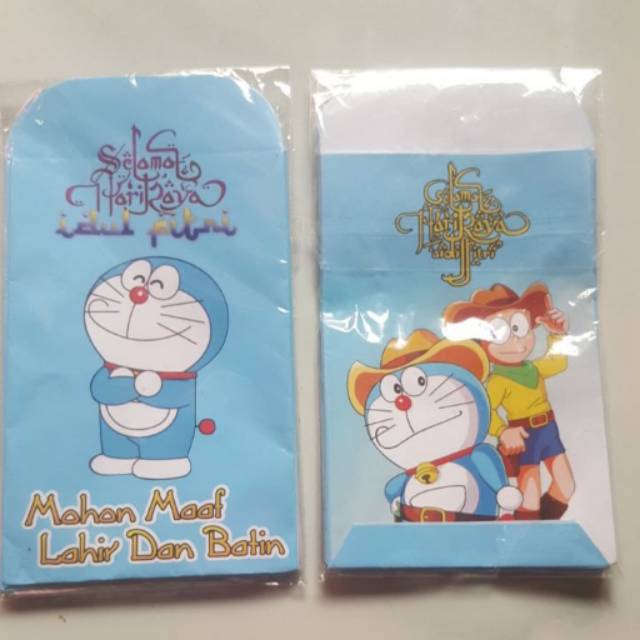 Selamat
Hari Raya
idul fitri
Mohon Maaf
Lahir Dan Batin
Selamat
Hari Raya
idul fitri